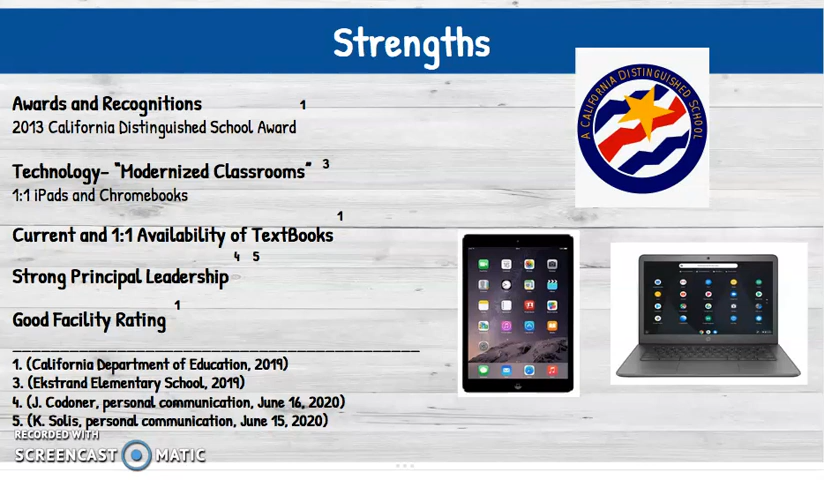 Strengths
Awards and Recognitions 1
2013 California Distinguished School Award
A CALIFORNIA DISTINGUISHED SCHOOL
Technology- "Modernized Classrooms" 3
1:1 iPads and Chromebooks
Current and 1:1 Availability of TextBooks 1
Strong Principal Leadership 4 5
Good Facility Rating 1
1. (California Department of Education, 2019)
3. (Ekstrand Elementary School, 2019)
4. (J. Codoner, personal communication, June 16, 2020)
5. (K. Solis, personal communication, June 15, 2020)
RECORDED WITH
SCREENCAST MATIC